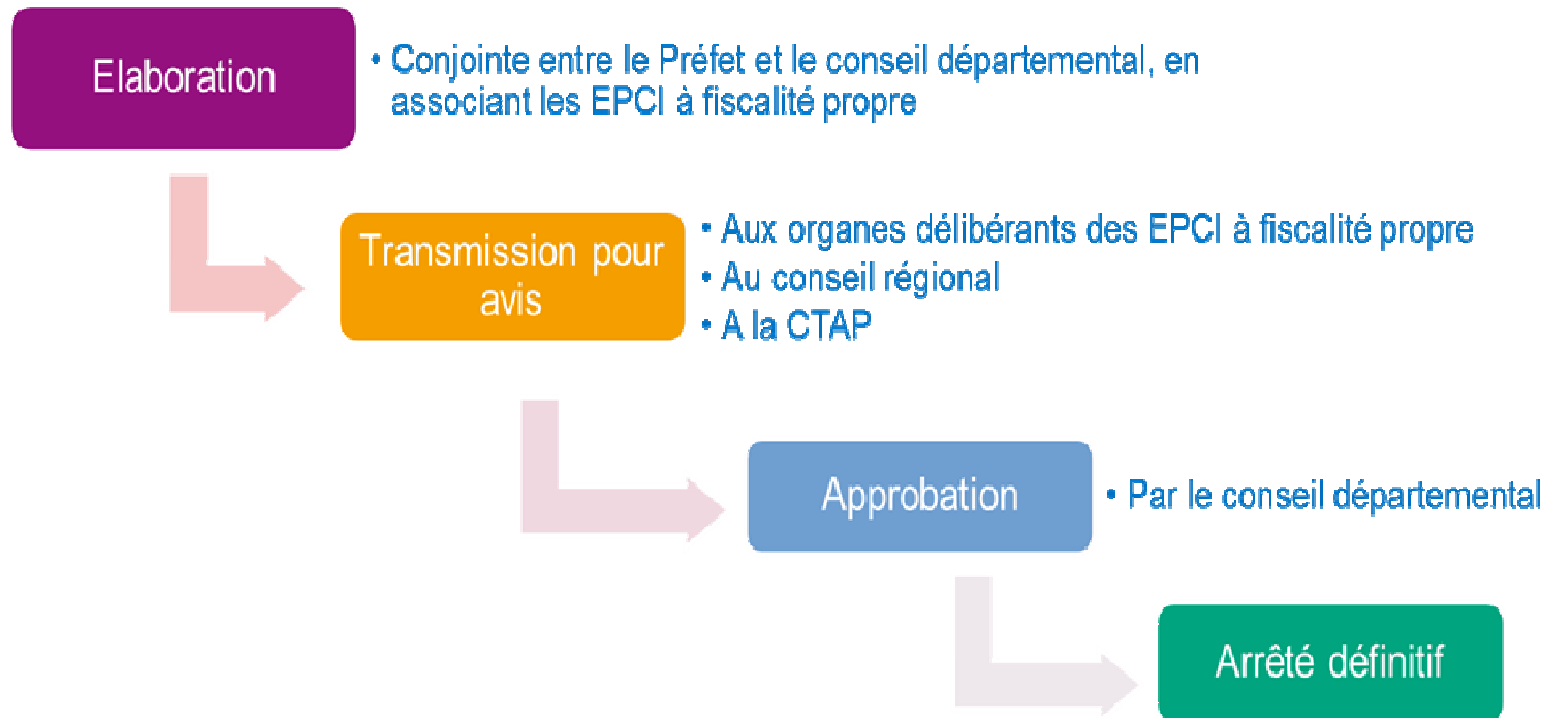 Elaboration
• Conjointe entre le Préfet et le conseil départemental, en
associant les EPCI à fiscalité propre
Transmission pour
avis
• Aux organes délibérants des EPCI à fiscalité propre
• Au conseil régional
• A la CTAP
Approbation
• Par le conseil départemental
Arrêté définitif